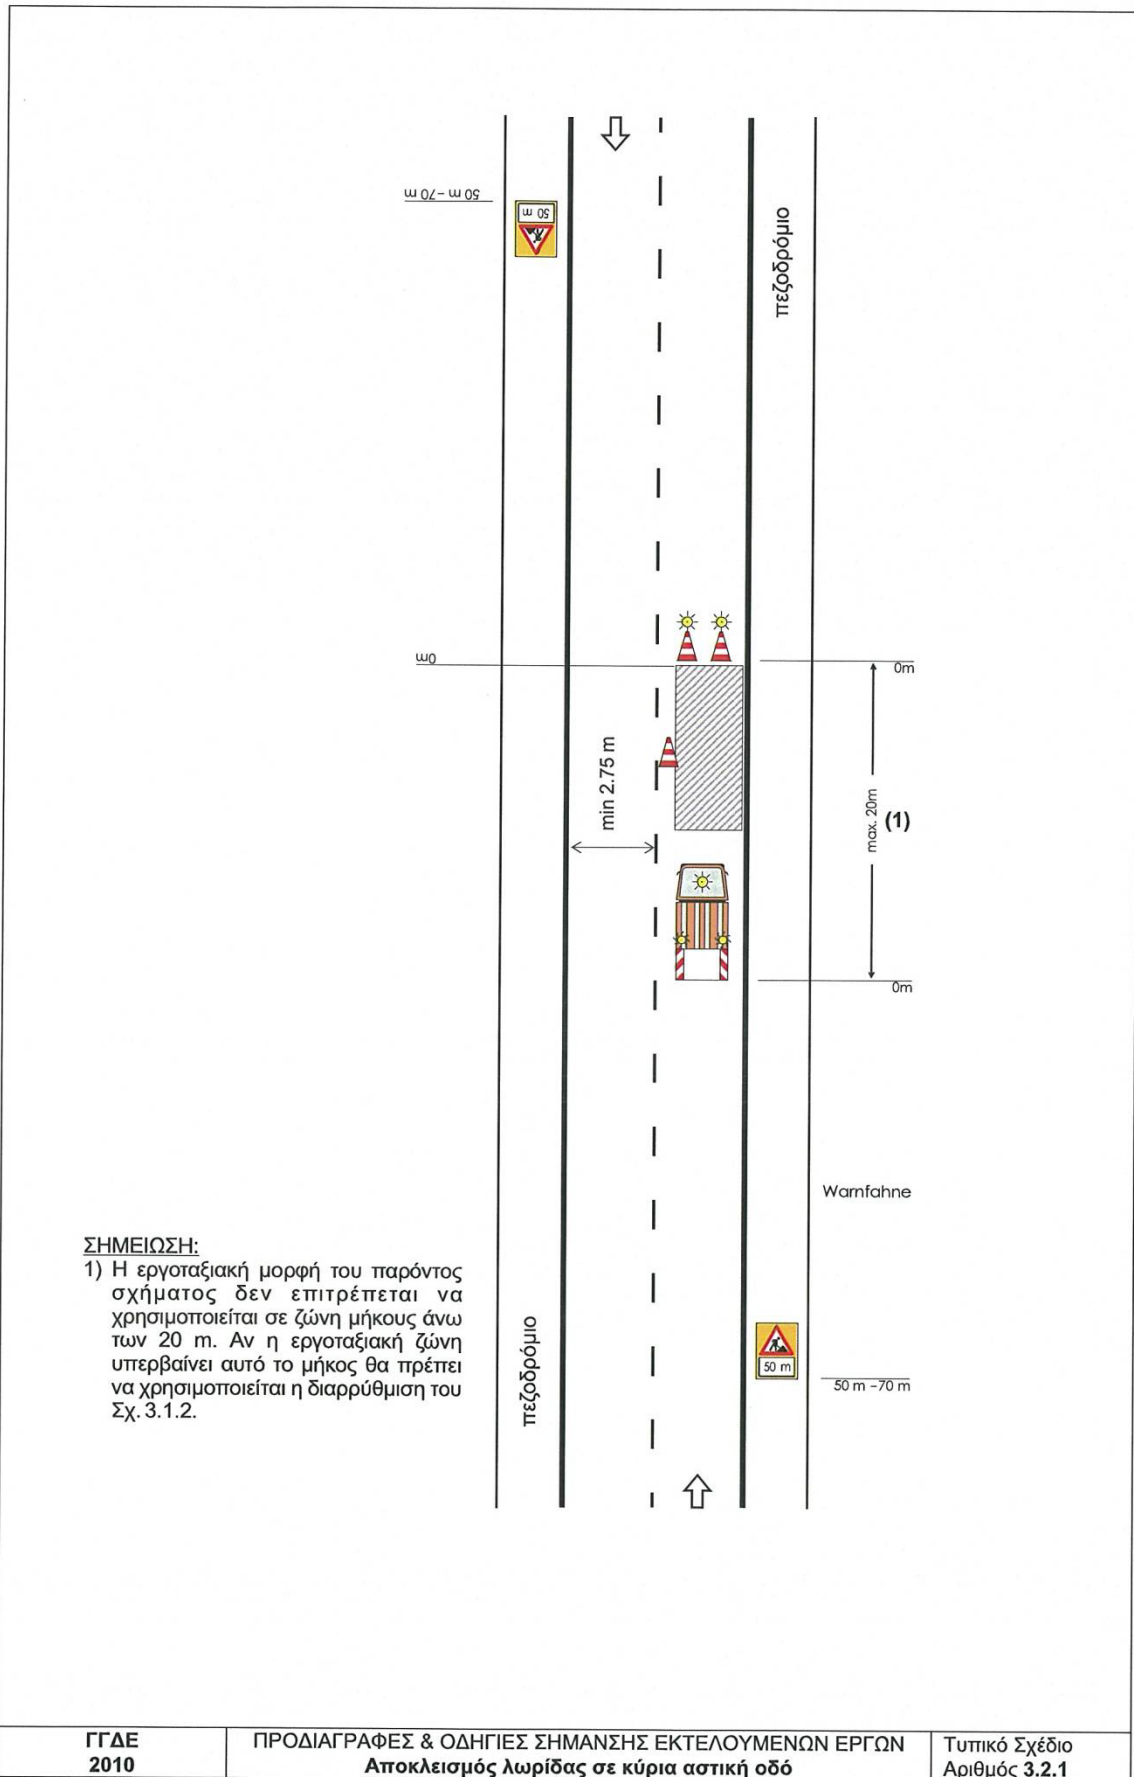 50 m -70 m
50 m
πεζοδρόμιο
0m
0m
min 2.75 m
max. 20m
(1)
0m
Warnfahne
ΣΗΜΕΙΩΣΗ:
1) Η εργοταξιακή μορφή του παρόντος
σχήματος δεν επιτρέπεται να
χρησιμοποιείται σε ζώνη μήκους άνω
των 20 m. Αν η εργοταξιακή ζώνη
υπερβαίνει αυτό το μήκος θα πρέπει
να χρησιμοποιείται η διαρρύθμιση του
Σχ. 3.1.2.
πεζοδρόμιο
50 m
50 m -70 m
ΓΓΔΕ
2010
ΠΡΟΔΙΑΓΡΑΦΕΣ & ΟΔΗΓΙΕΣ ΣΗΜΑΝΣΗΣ ΕΚΤΕΛΟΥΜΕΝΩΝ ΕΡΓΩΝ
Αποκλεισμός λωρίδας σε κύρια αστική οδό
Τυπικό Σχέδιο
Αριθμός 3.2.1